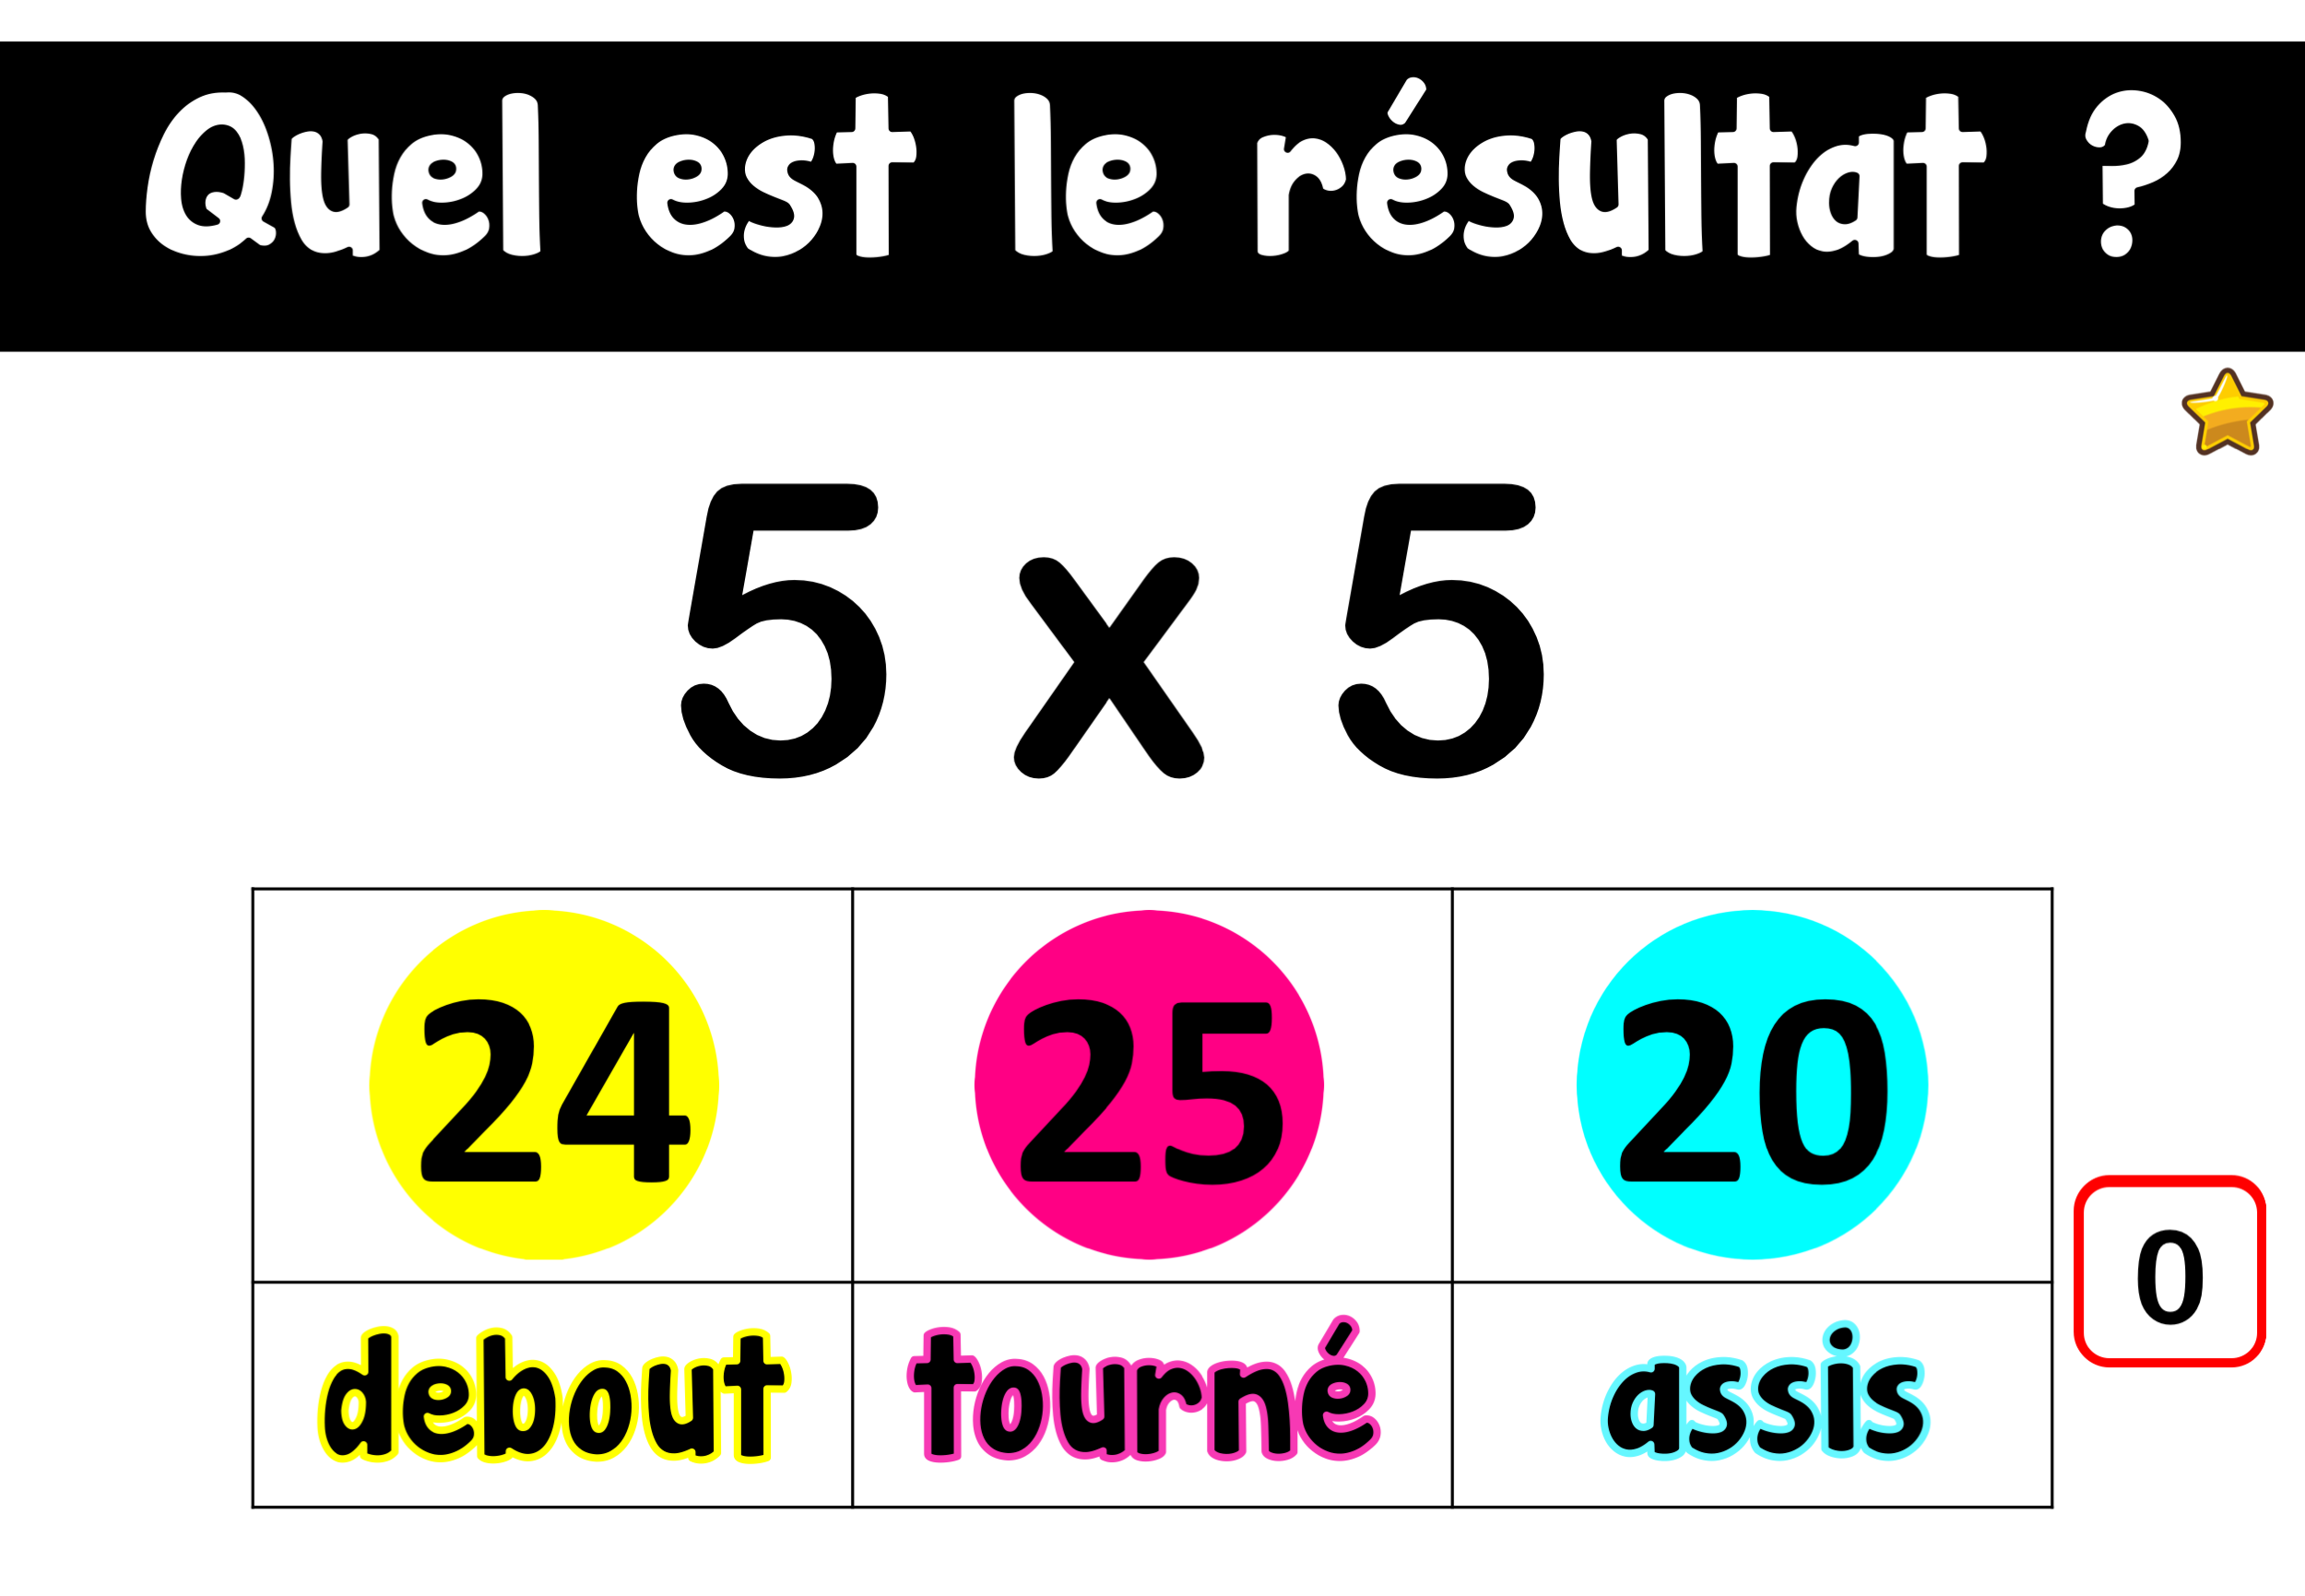 Quel est le résultat ?
5 x 5
24 25 20
0
debout tourné assis